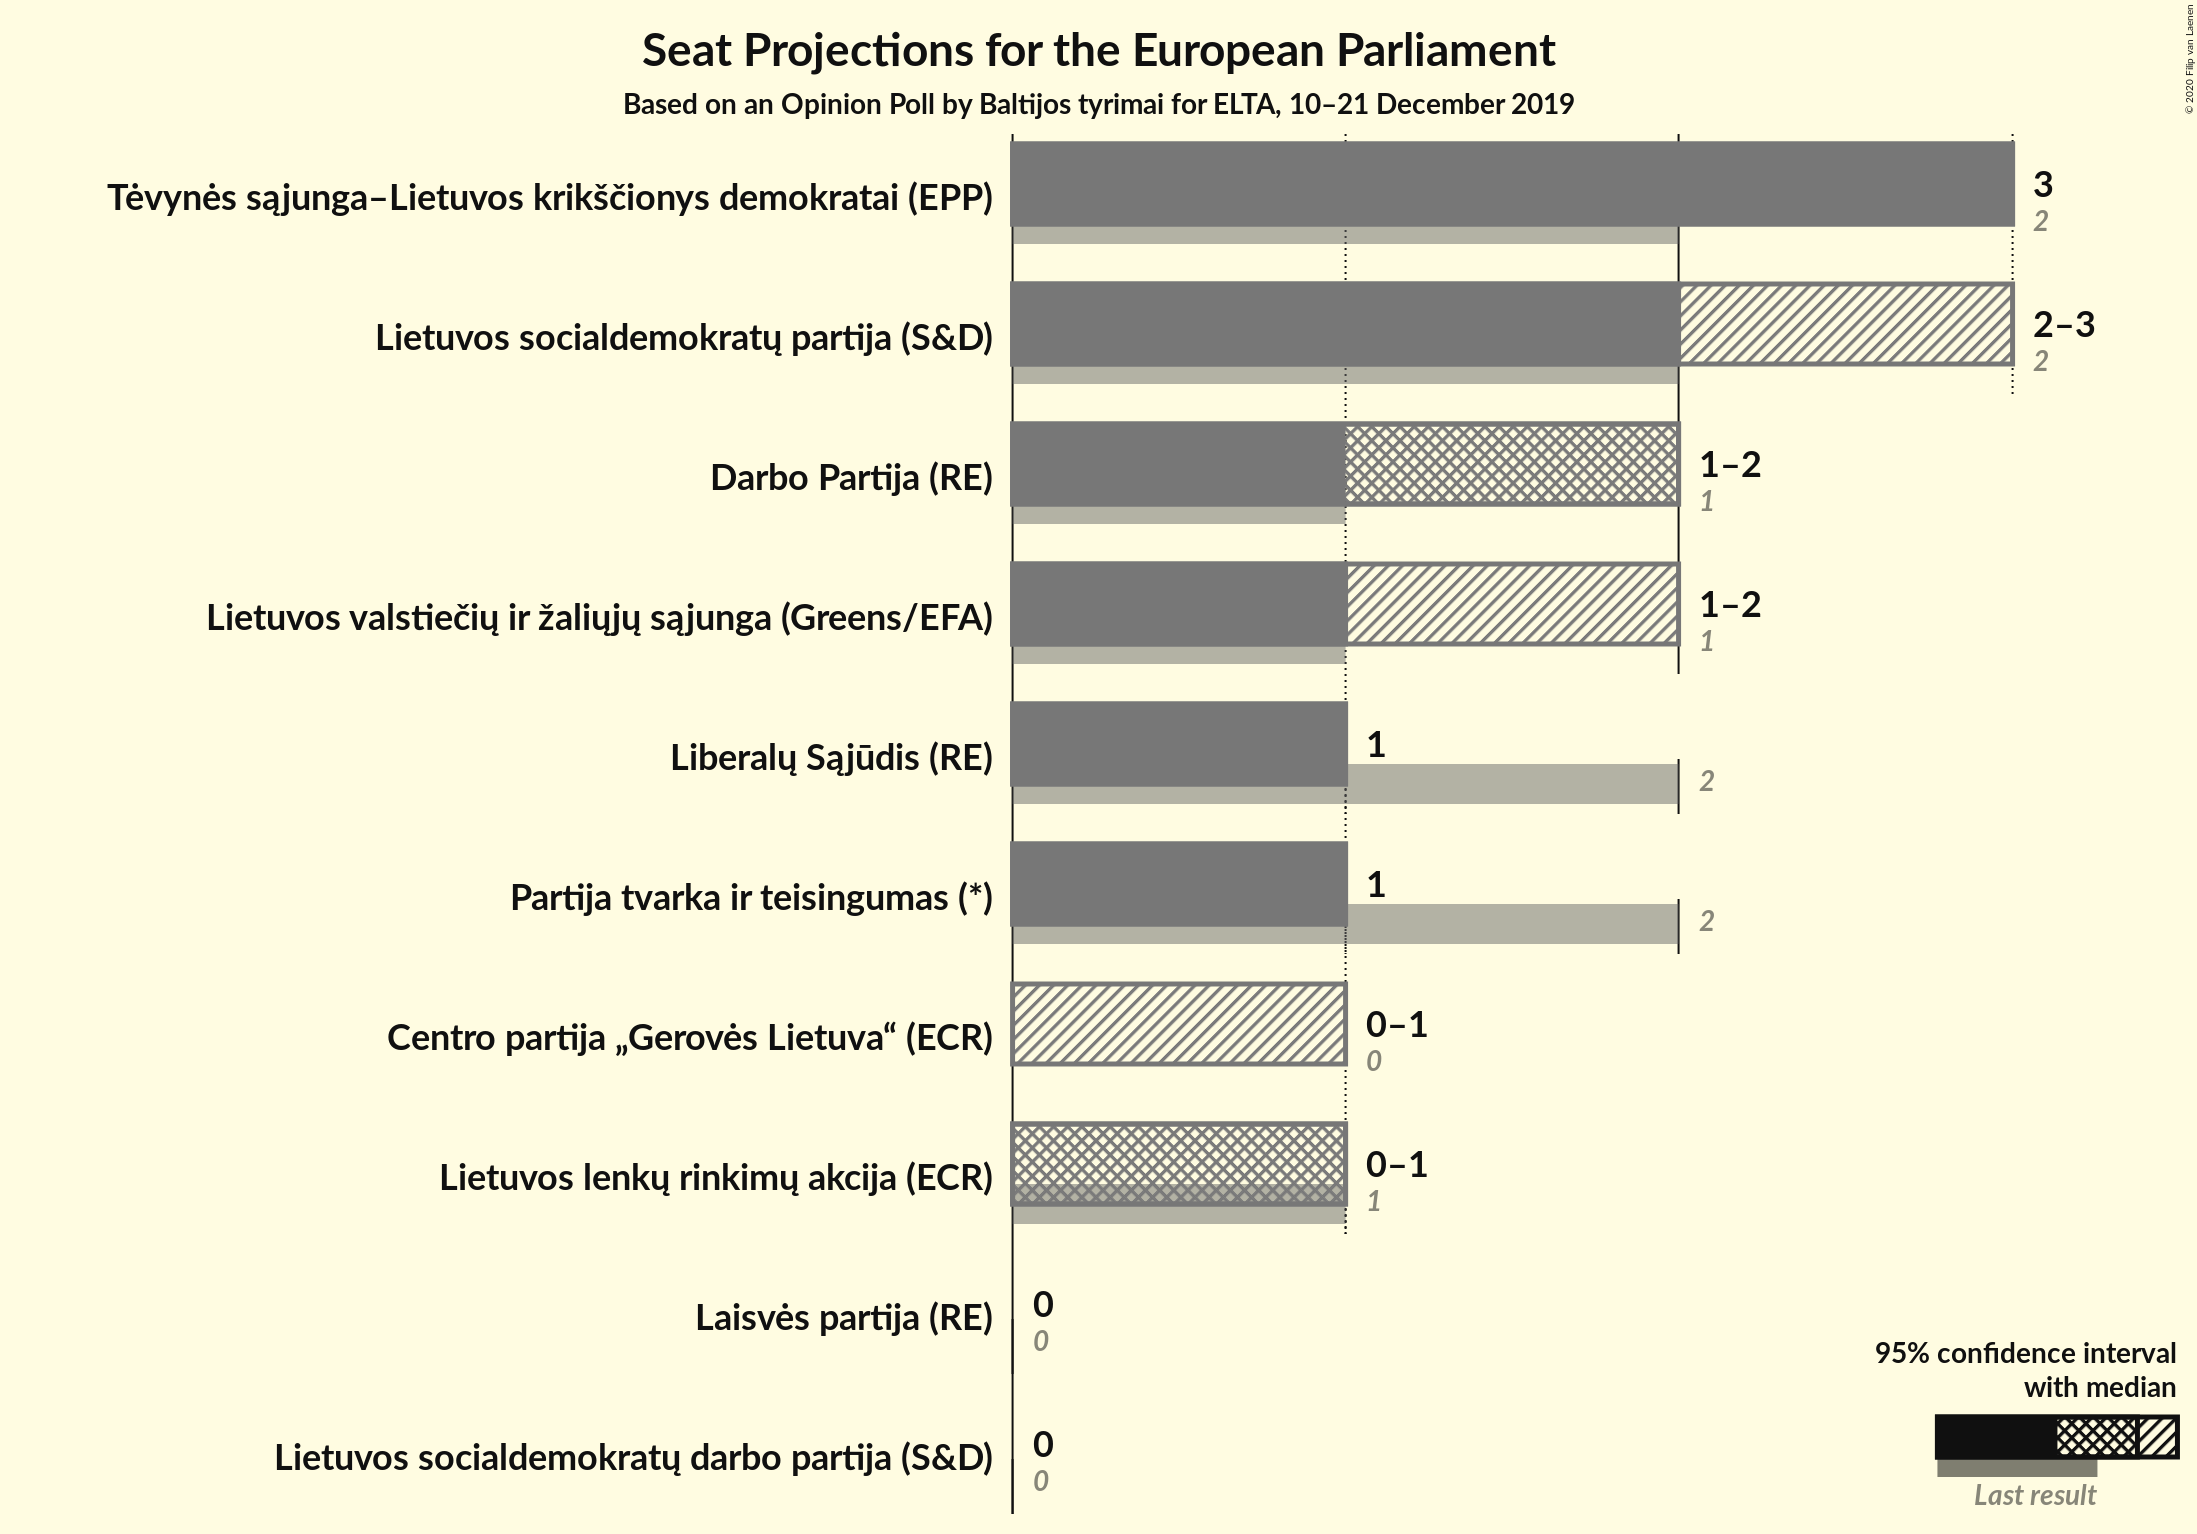 Seat Projections for the European Parliament
Based on an Opinion Poll by Baltijos tyrimai for ELTA, 10–21 December 2019
© 2020 Filip van Laenen
Tėvynės sąjunga–Lietuvos krikščionys demokratai (EPP)
3
2
Lietuvos socialdemokratų partija (S&D)
2–3
2
Darbo Partija (RE)
1–2
1
Lietuvos valstiečių ir žaliųjų sąjunga (Greens/EFA)
1–2
1
Liberalų Sąjūdis (RE)
1
2
Partija tvarka ir teisingumas (*)
1
2
Centro partija „Gerovės Lietuva“ (ECR)
0–1
0
Lietuvos lenkų rinkimų akcija (ECR)
0–1
1
Laisvės partija (RE)
0
0
Lietuvos socialdemokratų darbo partija (S&D)
0
0
95% confidence interval
with median
Last result